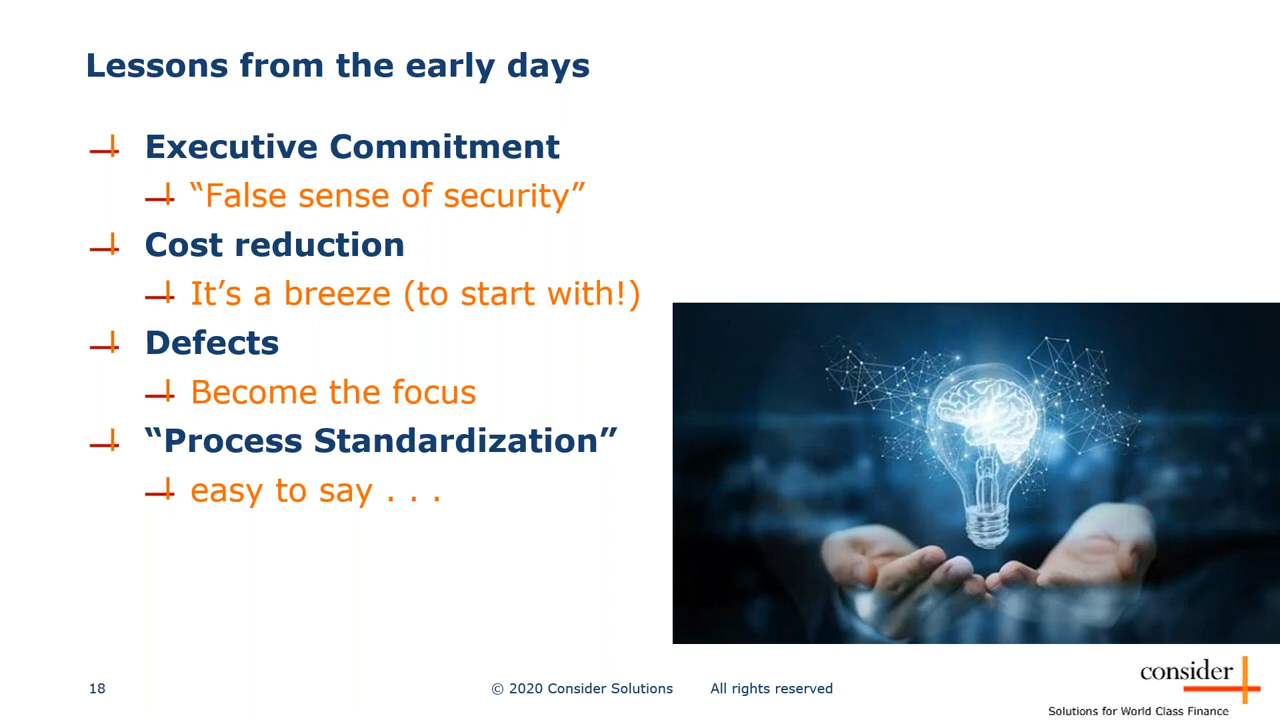 Lessons from the early days
Executive Commitment
“False sense of security”
Cost reduction
It’s a breeze (to start with!)
Defects
Become the focus
“Process Standardization”
easy to say . . .
18
© 2020 Consider Solutions All rights reserved
consider
Solutions for World Class Finance